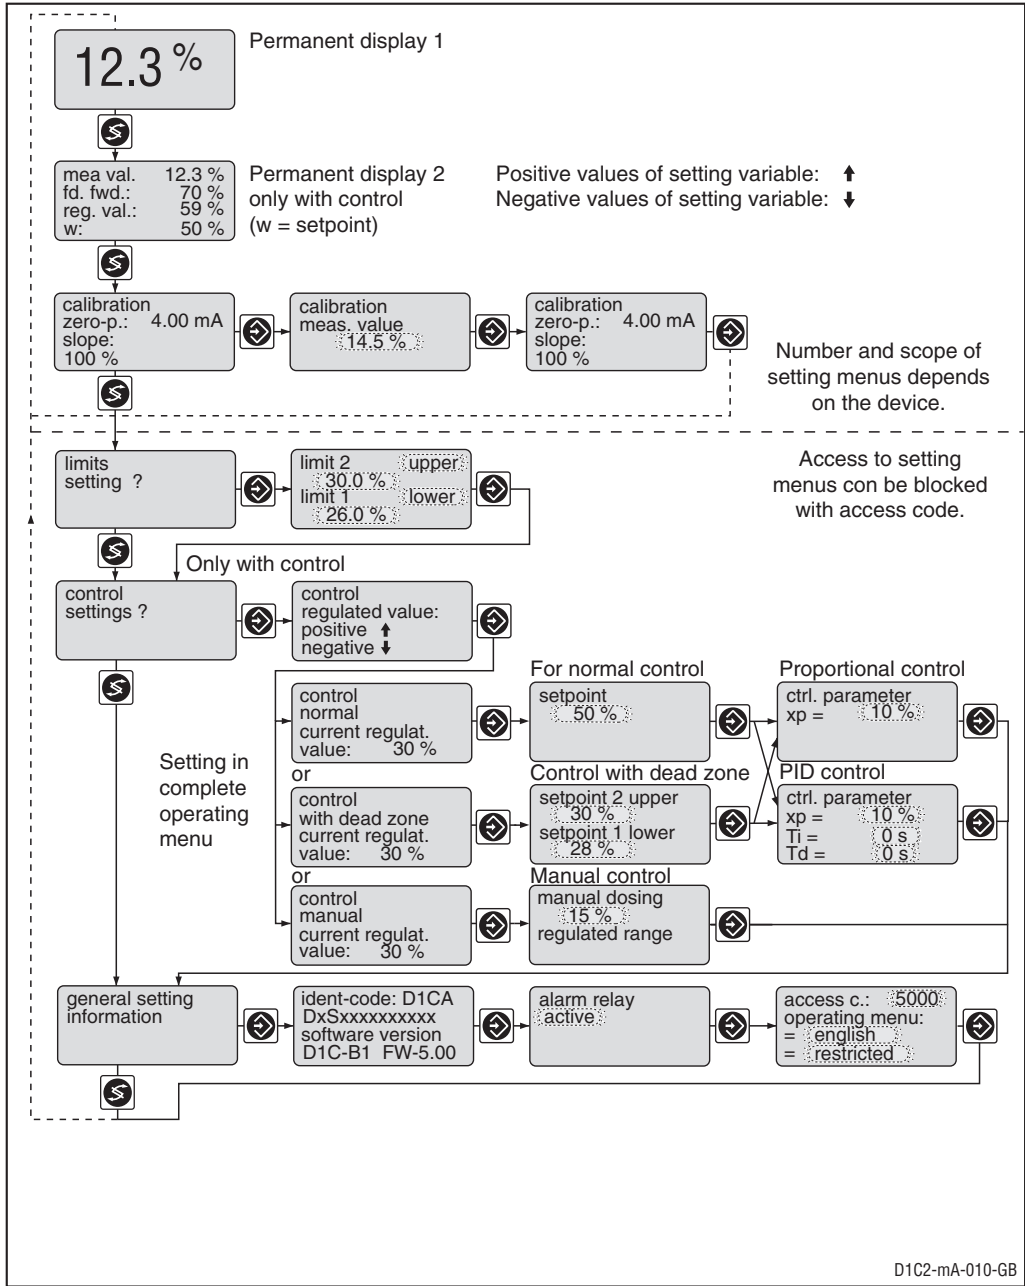 12.3 %
Permanent display 1
mea val. 12.3 %
fd. fwd.: 70 %
reg. val.: 59 %
w: 50 %
Permanent display 2
only with control
(w = setpoint)
Positive values of setting variable:
Negative values of setting variable:
calibration
zero-p.: 4.00 mA
slope:
100 %
calibration
meas. value
14.5 %
calibration
zero-p.: 4.00 mA
slope:
100 %
Number and scope of
setting menus depends
on the device.
limits
setting ?
limit 2 upper
30.0 %
limit 1 lower
26.0 %
Access to setting
menus can be blocked
with access code.
Only with control
control
settings ?
control
regulated value:
positive
negative
Setting in
complete
operating
menu
control
normal
current regulat.
value: 30 %
For normal control
setpoint
50 %
Proportional control
ctrl. parameter
xp = 10 %
or
control
with dead zone
current regulat.
value: 30 %
Control with dead zone
setpoint 2 upper
30 %
setpoint 1 lower
28 %
PID control
ctrl. parameter
xp = 10 %
Ti = 0 s
Td = 0 s
or
control
manual
current regulat.
value: 30 %
Manual control
manual dosing
15 %
regulated range
general setting
information
ident-code: D1CA
DxSxxxxxxxxxx
software version
D1C-B1 FW-5.00
alarm relay
active
access c.: 5000
operating menu:
= english
= restricted
D1C2-mA-010-GB